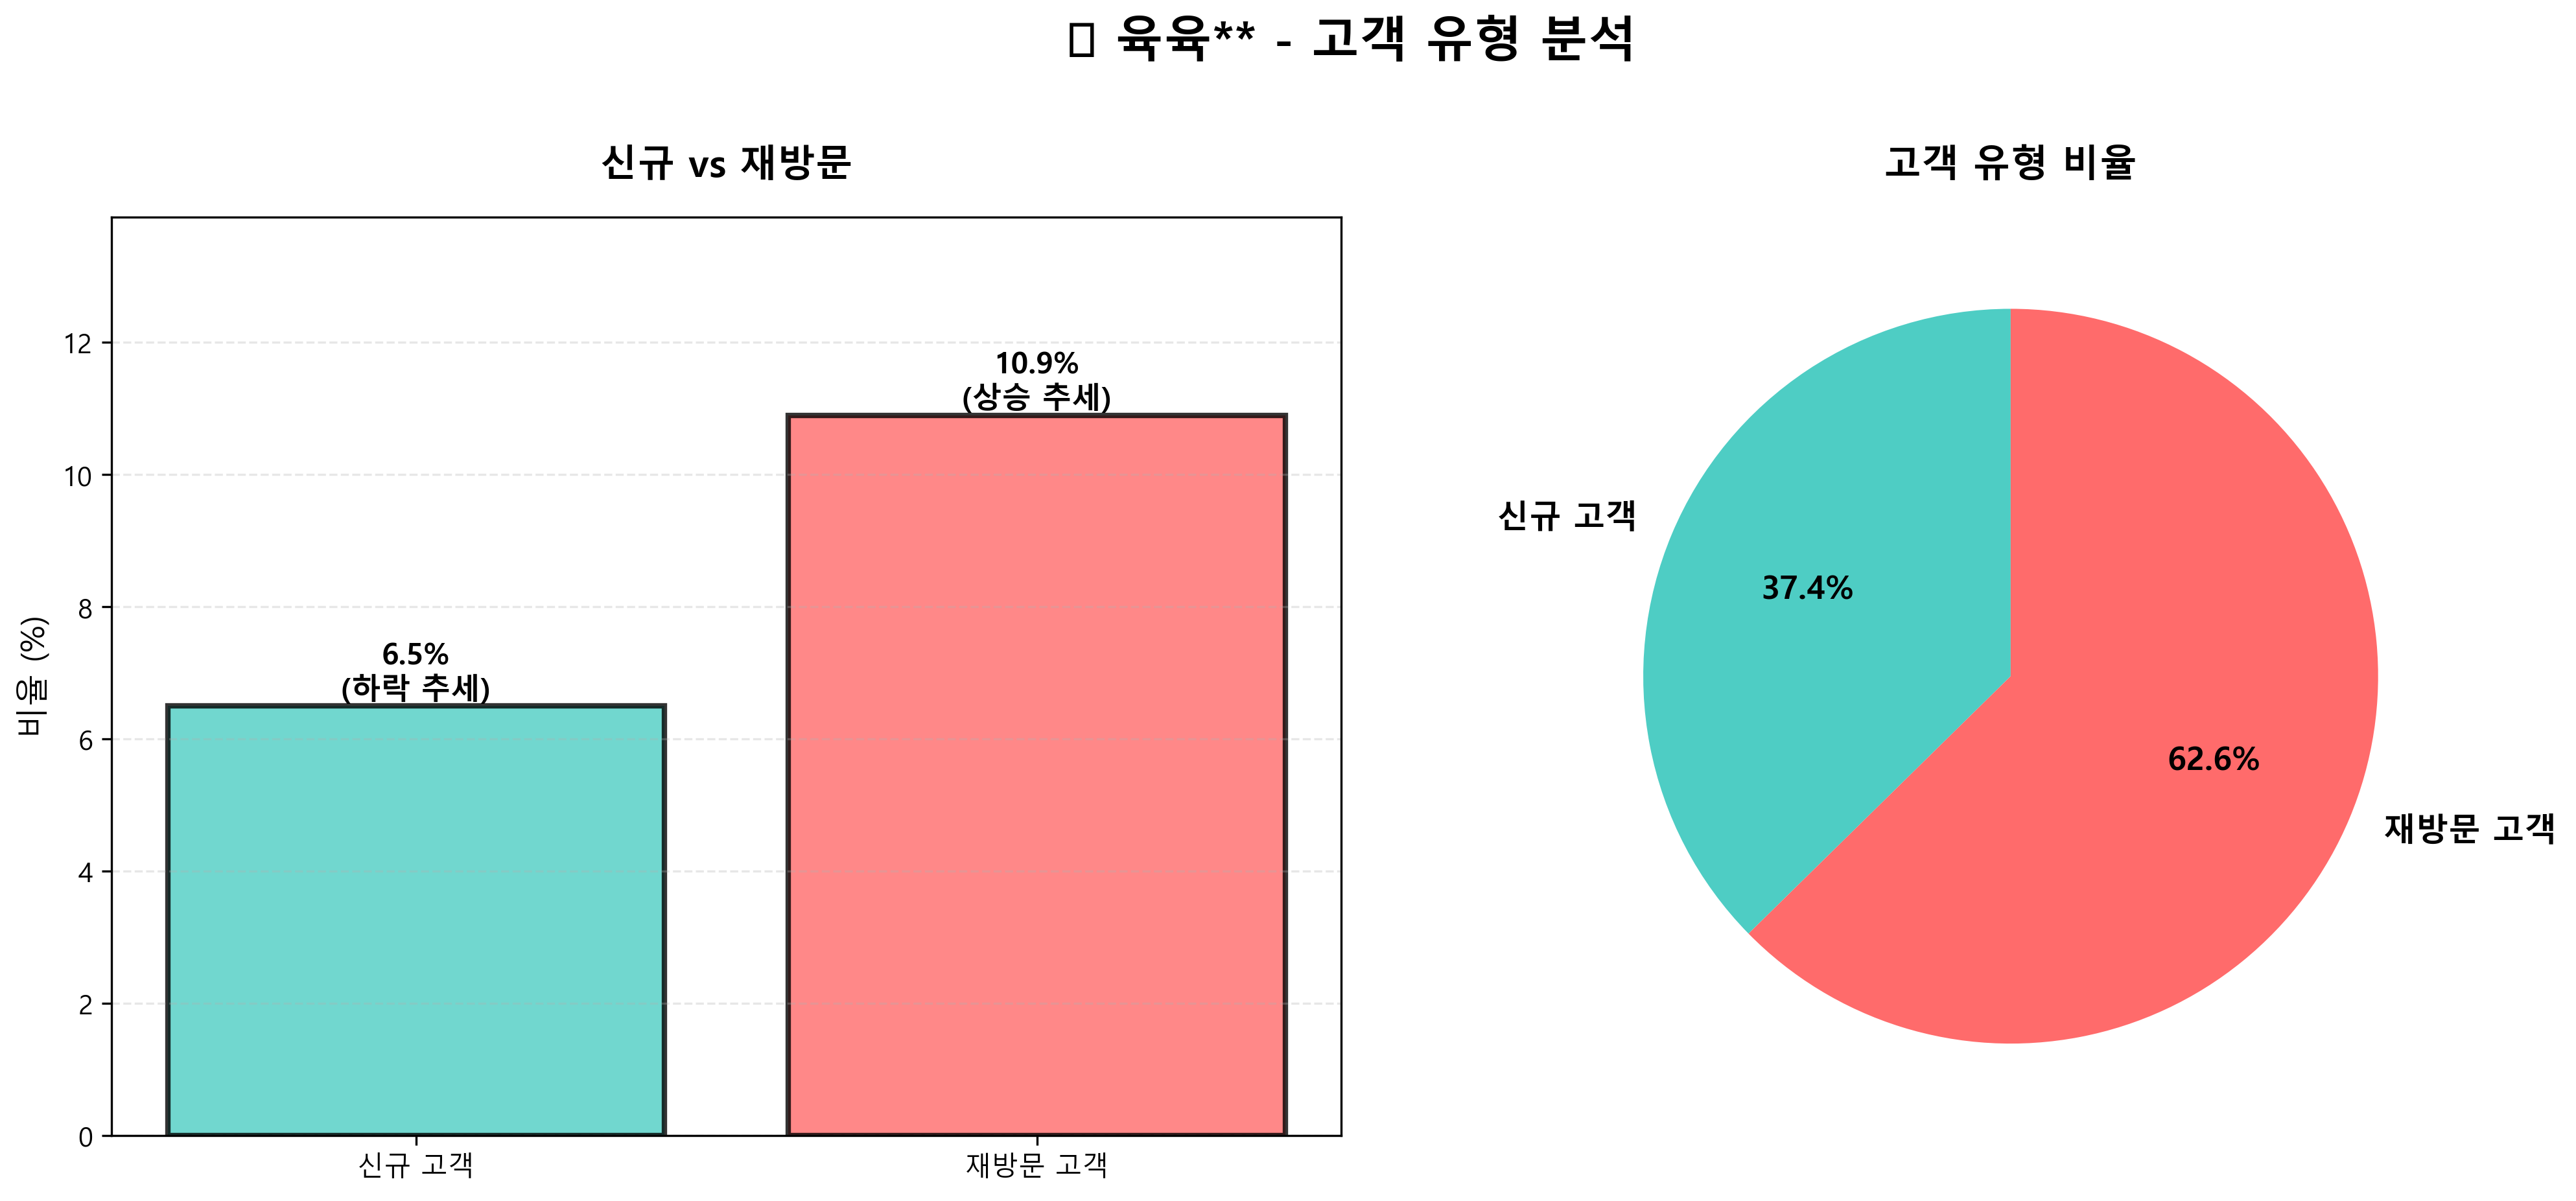 육육** - 고객 유형 분석
신규 vs 재방문
비율 (%)
12
10
8
6
4
2
0
6.5%
(하락 추세)
10.9%
(상승 추세)
신규 고객
재방문 고객
고객 유형 비율
신규 고객
37.4%
62.6%
재방문 고객